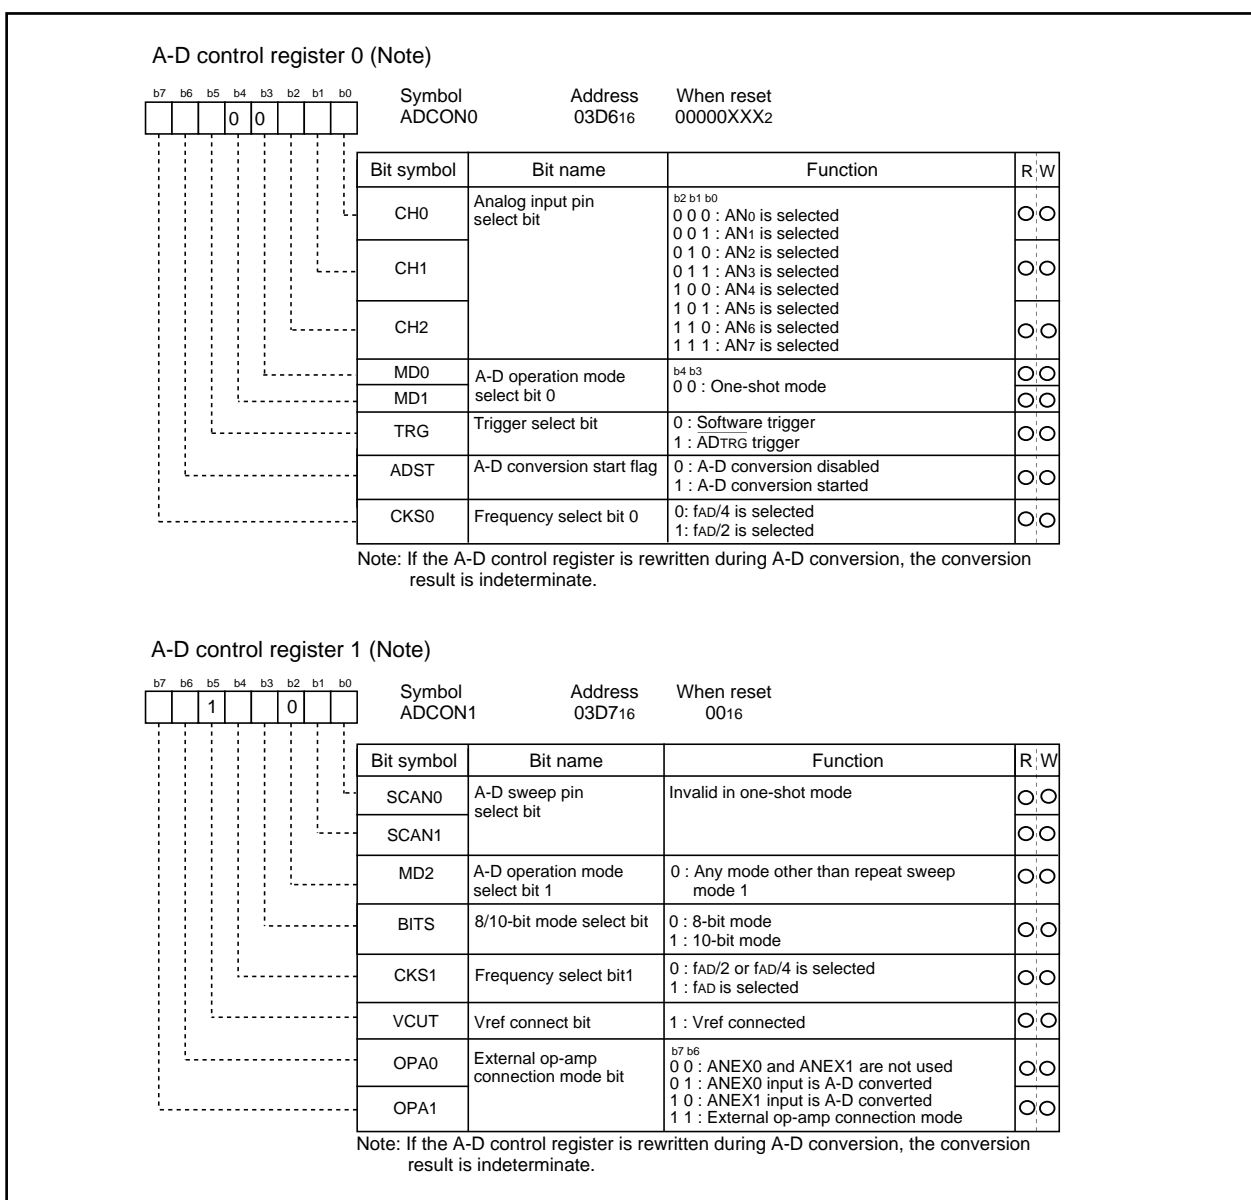 A-D control register 0 (Note)
b7 b6 b5 b4 b3 b2 b1 b0
0 0
Symbol Address When reset
ADCON0 03D616 00000XXX2
Bit symbol Bit name Function R W
CH0 Analog input pin select bit
b2 b1 b0
0 0 0 : AN0 is selected
0 0 1 : AN1 is selected
CH1
0 1 0 : AN2 is selected
0 1 1 : AN3 is selected
1 0 0 : AN4 is selected
CH2
1 0 1 : AN5 is selected
1 1 0 : AN6 is selected
1 1 1 : AN7 is selected
MD0
MD1
A-D operation mode
select bit 0
b4 b3
0 0 : One-shot mode
TRG Trigger select bit
0 : Software trigger
1 : ADTRG trigger
ADST A-D conversion start flag
0 : A-D conversion disabled
1 : A-D conversion started
CKS0 Frequency select bit 0
0: fAD/4 is selected
1: fAD/2 is selected
Note: If the A-D control register is rewritten during A-D conversion, the conversion
result is indeterminate.
A-D control register 1 (Note)
b7 b6 b5 b4 b3 b2 b1 b0
1 0
Symbol Address When reset
ADCON1 03D716 0016
Bit symbol Bit name Function R W
SCAN0
SCAN1
A-D sweep pin
select bit
Invalid in one-shot mode
MD2
A-D operation mode
select bit 1
0 : Any mode other than repeat sweep
mode 1
BITS 8/10-bit mode select bit
0 : 8-bit mode
1 : 10-bit mode
CKS1 Frequency select bit1
0 : fAD/2 or fAD/4 is selected
1 : fAD is selected
VCUT Vref connect bit 1 : Vref connected
OPA0
OPA1
External op-amp
connection mode bit
b7 b6
0 0 : ANEX0 and ANEX1 are not used
0 1 : ANEX0 input is A-D converted
1 0 : ANEX1 input is A-D converted
1 1 : External op-amp connection mode
Note: If the A-D control register is rewritten during A-D conversion, the conversion
result is indeterminate.